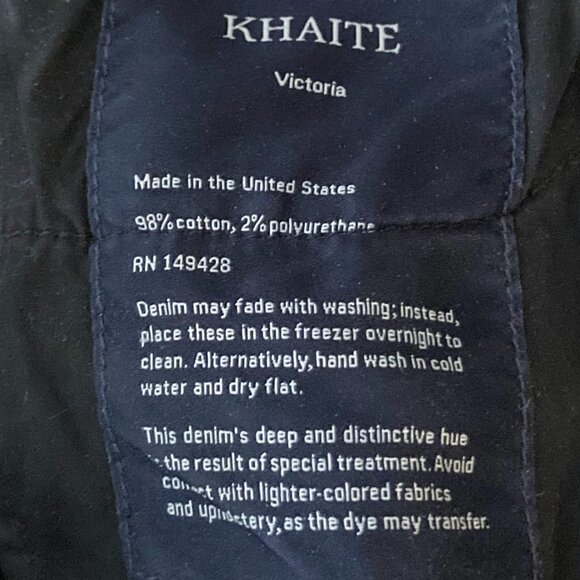 KHAITE
Victoria
Made in the United States
98% cotton, 2% polyurethane
RN 149428
Denim may fade with washing; instead,
place these in the freezer overnight to
clean. Alternatively, hand wash in cold
water and dry flat.
This denim's deep and distinctive hue
is the result of special treatment. Avoid
contact with lighter-colored fabrics
and upholstery, as the dye may transfer.